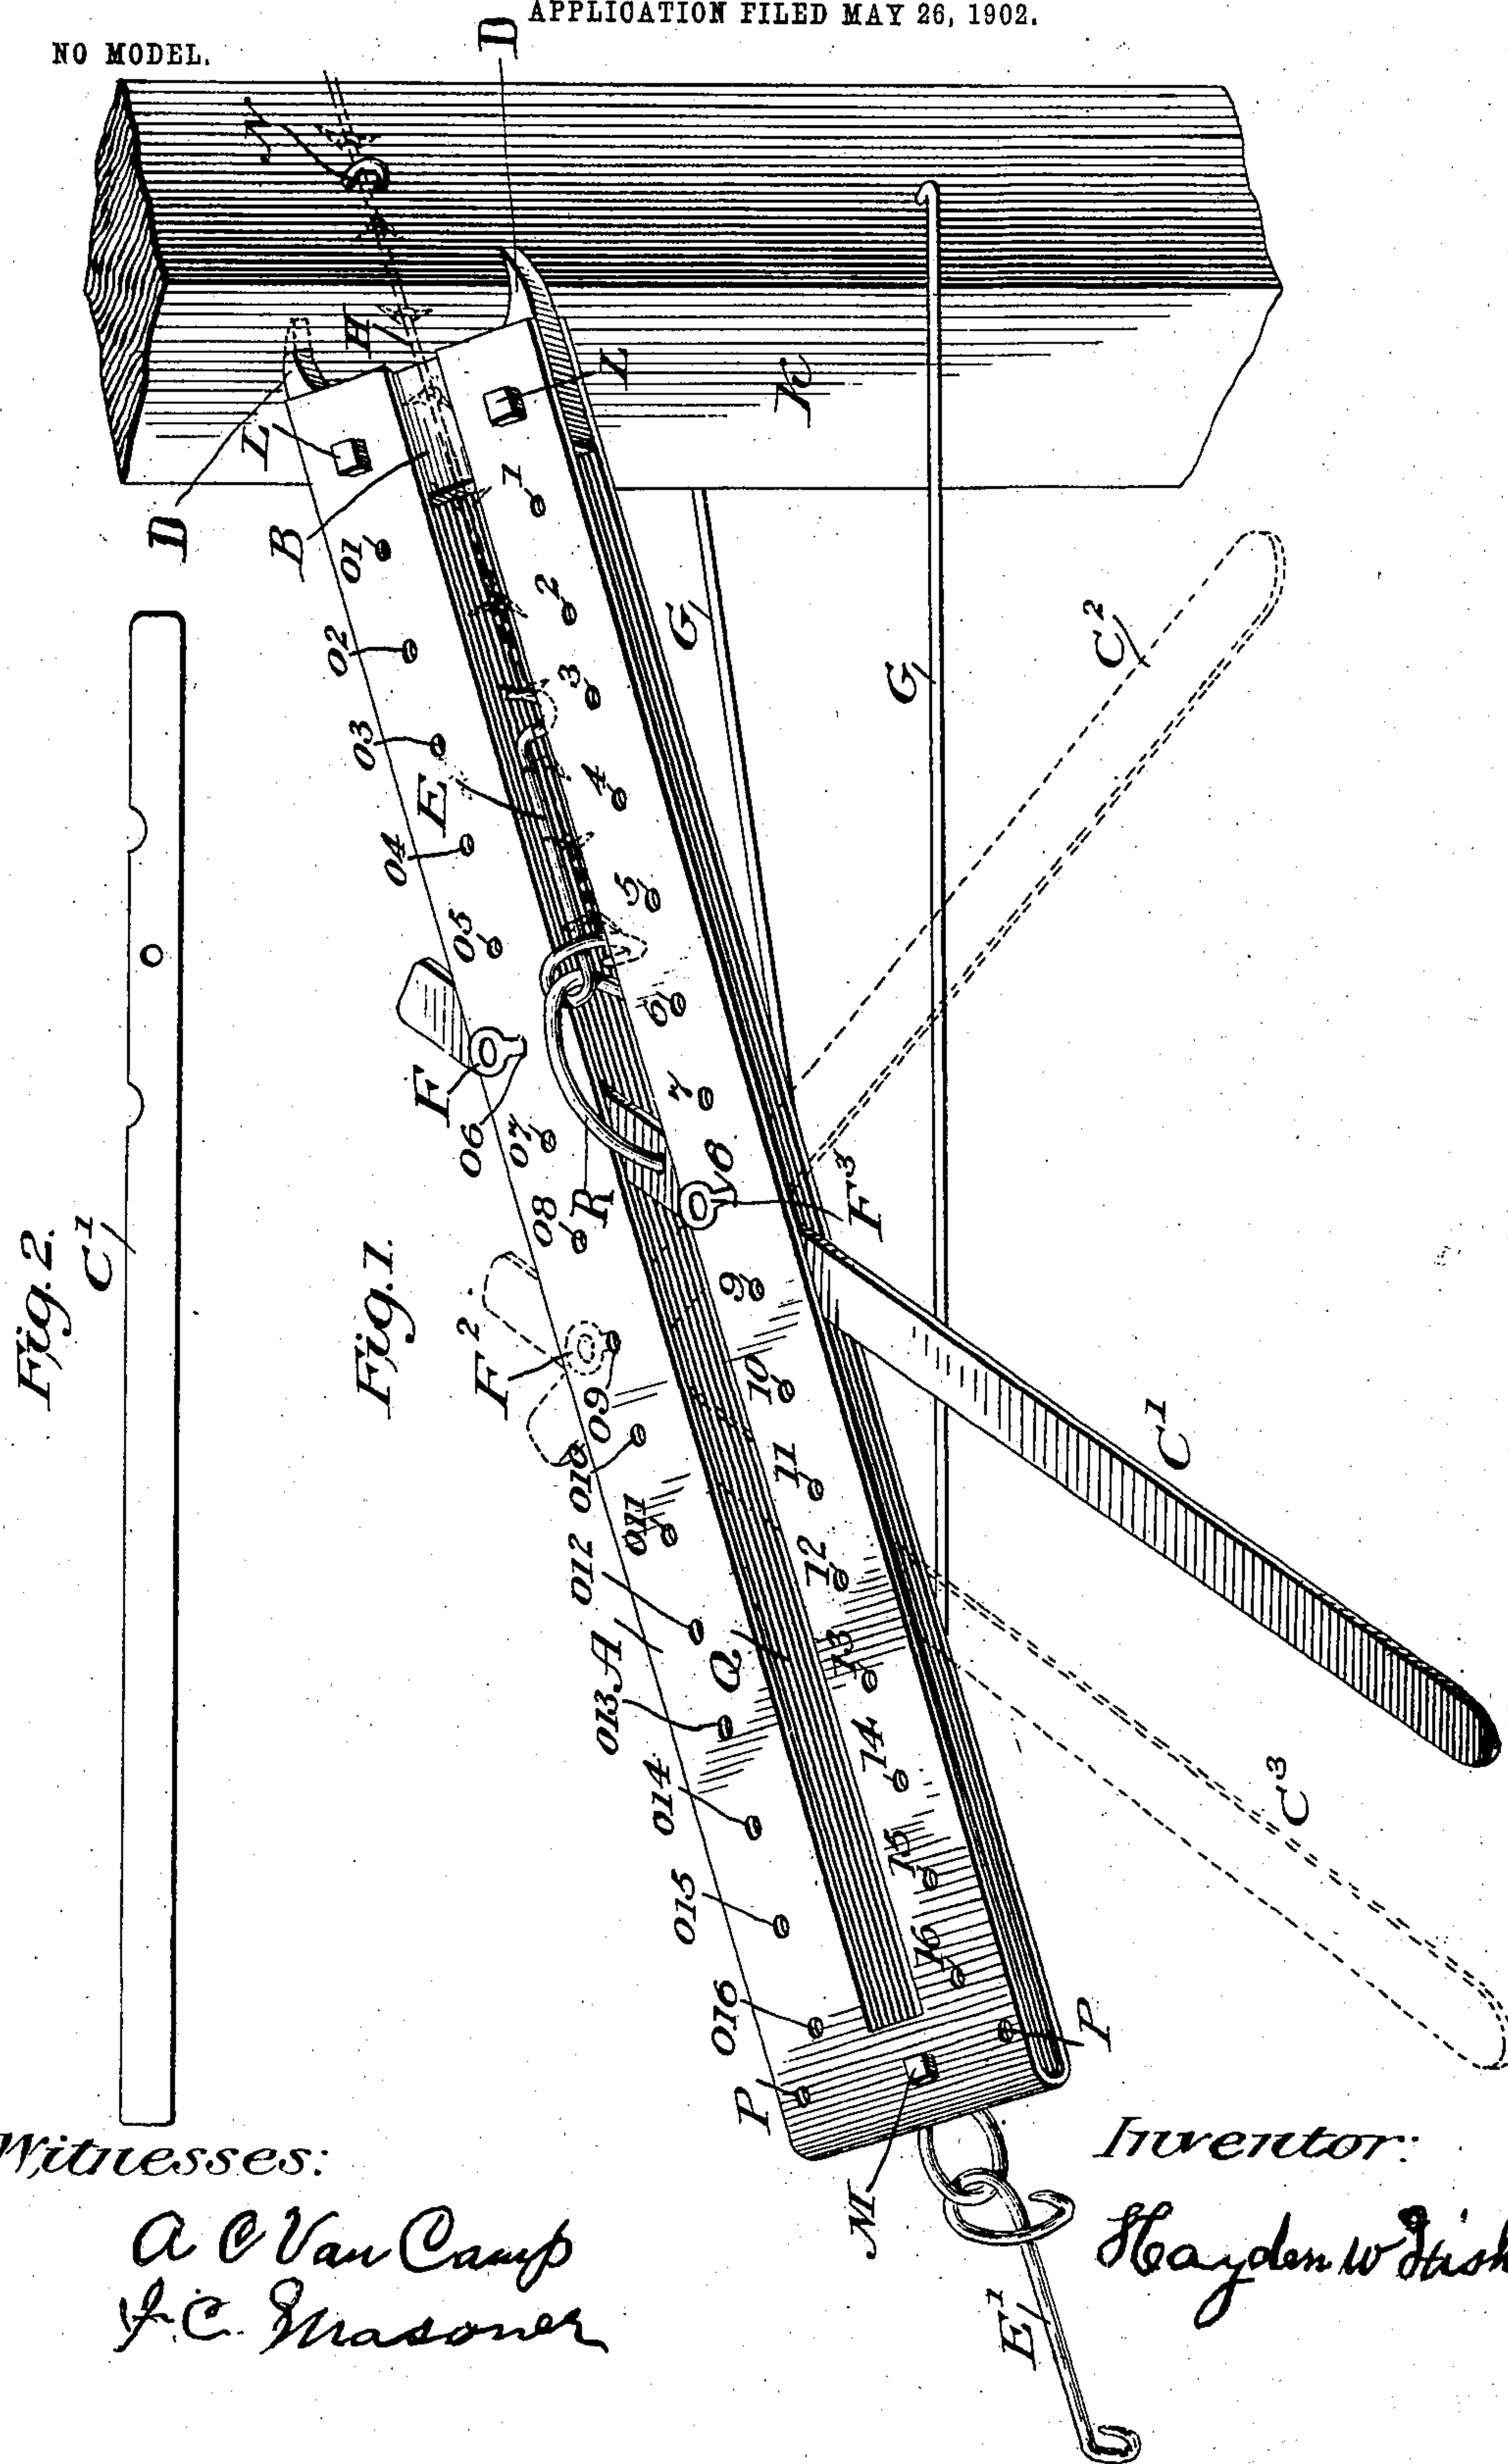 APPLICATION FILED MAY 26, 1902.
NO MODEL.
D
N
H
L
L
K
D
B
1
01
2
02
G
C²
3
03
G
E
4
04
5
05
6
F
06
7
07
8
R
F³
08
Fig. 2.
C¹
Fig. 1.
9
F²
09
10
010
C¹
11
011
12
012
13
A
Q
013
14
014
C³
15
015
16
016
P
P
M
E¹
Witnesses:
A C Van Camp
J. C. Masoner
Inventor:
Hayden W